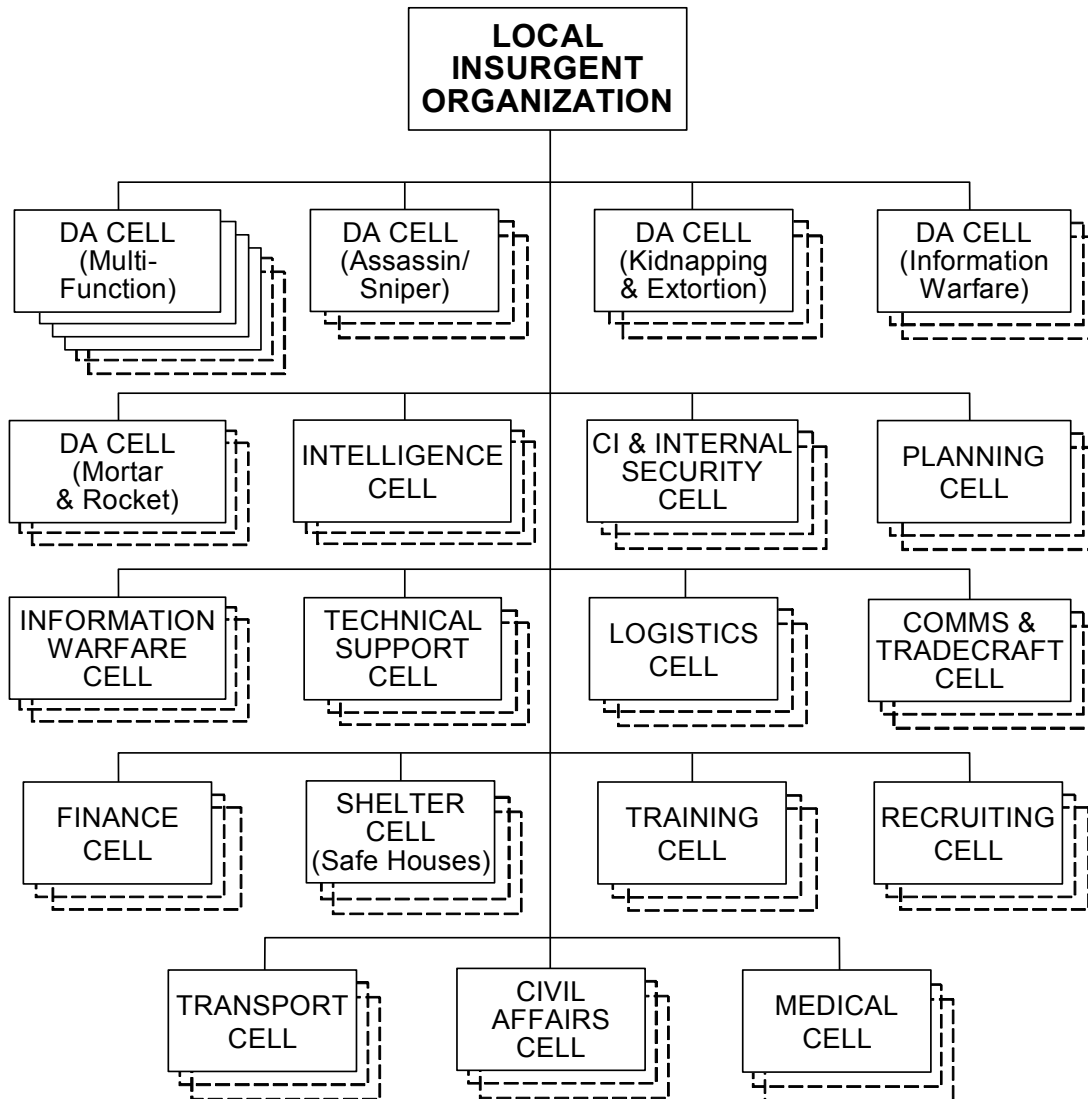 LOCAL
INSURGENT
ORGANIZATION
DA CELL
(Multi-
Function)
DA CELL
(Assassin/
Sniper)
DA CELL
(Kidnapping
& Extortion)
DA CELL
(Information
Warfare)
DA CELL
(Mortar
& Rocket)
INTELLIGENCE
CELL
CI & INTERNAL
SECURITY
CELL
PLANNING
CELL
INFORMATION
WARFARE
CELL
TECHNICAL
SUPPORT
CELL
LOGISTICS
CELL
COMMS &
TRADECRAFT
CELL
FINANCE
CELL
SHELTER
CELL
(Safe Houses)
TRAINING
CELL
RECRUITING
CELL
TRANSPORT
CELL
CIVIL
AFFAIRS
CELL
MEDICAL
CELL